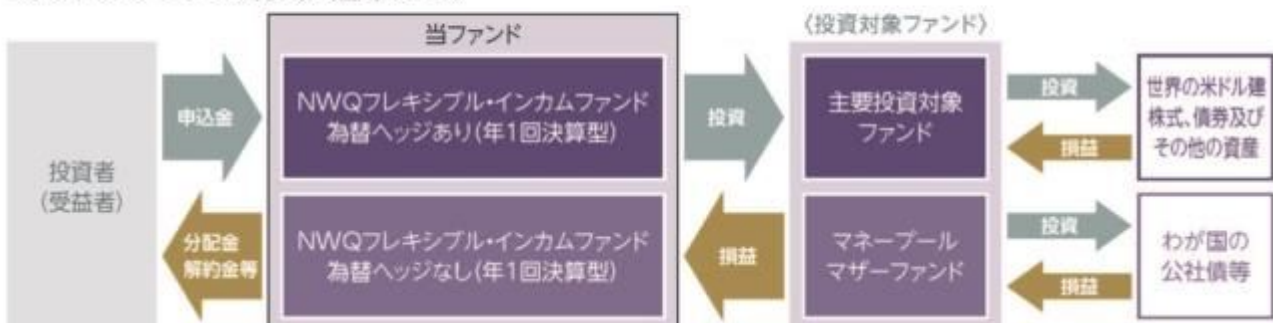 当ファンド
〈投資対象ファンド〉
投資者
(受益者)
申込金
分配金
解約金等
NWQフレキシブル・インカムファンド
為替ヘッジあり(年1回決算型)
NWQフレキシブル・インカムファンド
為替ヘッジなし(年1回決算型)
投資
損益
主要投資対象
ファンド
マネープール
マザーファンド
投資
損益
投資
損益
世界の米ドル建
株式、債券及び
その他の資産
わが国の
公社債等